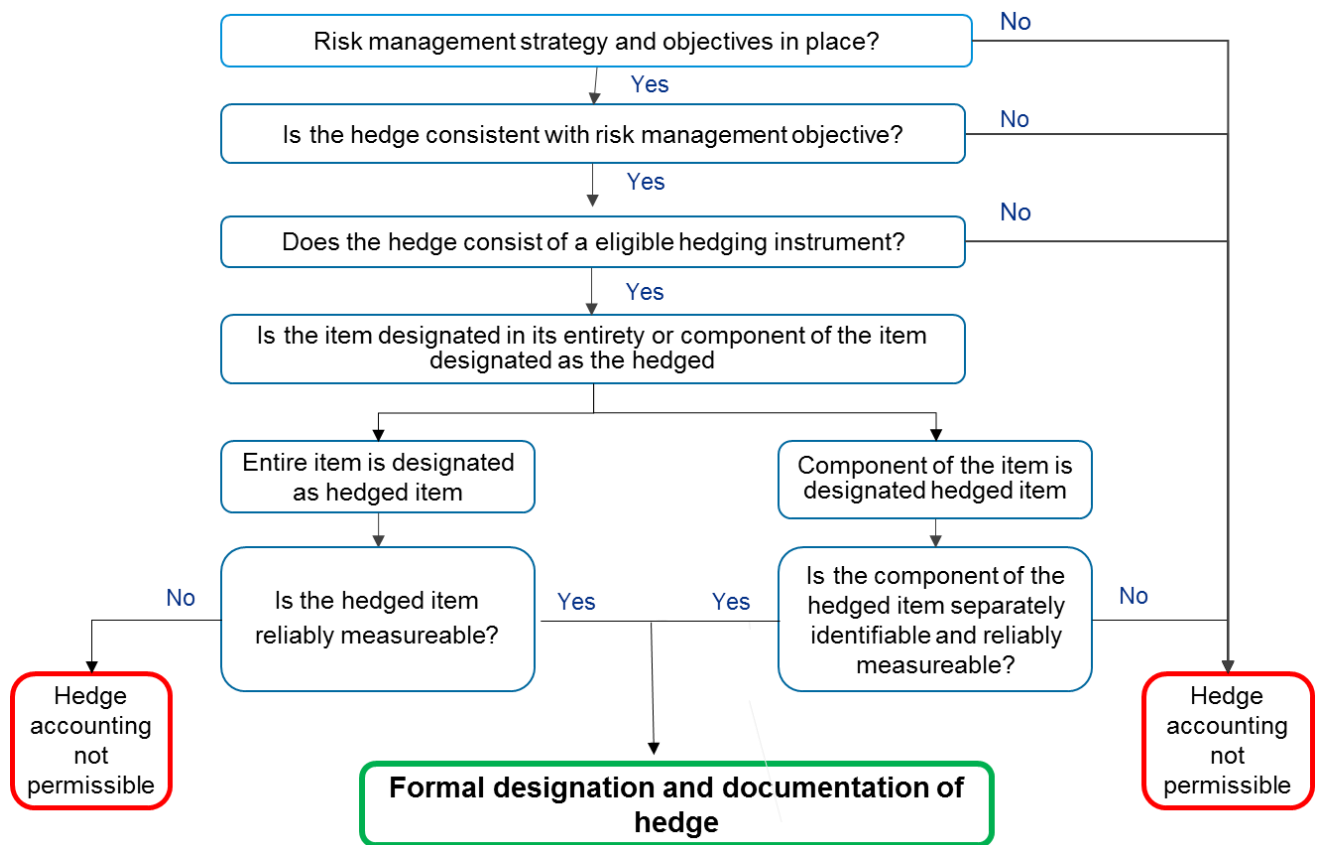 Risk management strategy and objectives in place?
No
Yes
Is the hedge consistent with risk management objective?
No
Yes
Does the hedge consist of a eligible hedging instrument?
No
Yes
Is the item designated in its entirety or component of the item
designated as the hedged
Entire item is designated
as hedged item
Component of the item is
designated hedged item
No
Is the hedged item
reliably measureable?
Yes
Yes
Is the component of the
hedged item separately
identifiable and reliably
measureable?
No
Hedge
accounting
not
permissible
Formal designation and documentation of
hedge
Hedge
accounting
not
permissible